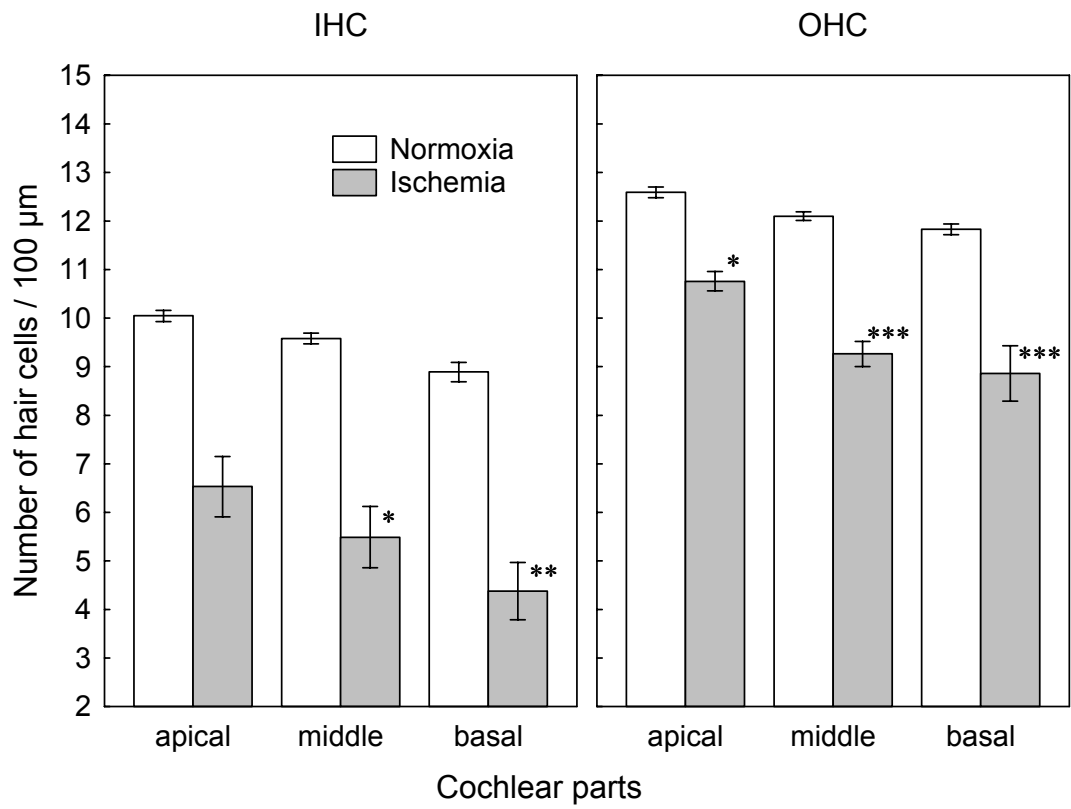 IHC
OHC
Number of hair cells / 100 µm
15
14
13
12
11
10
9
8
7
6
5
4
3
2
Normoxia
Ischemia
*
**
*
***
***
apical
middle
basal
apical
middle
basal
Cochlear parts